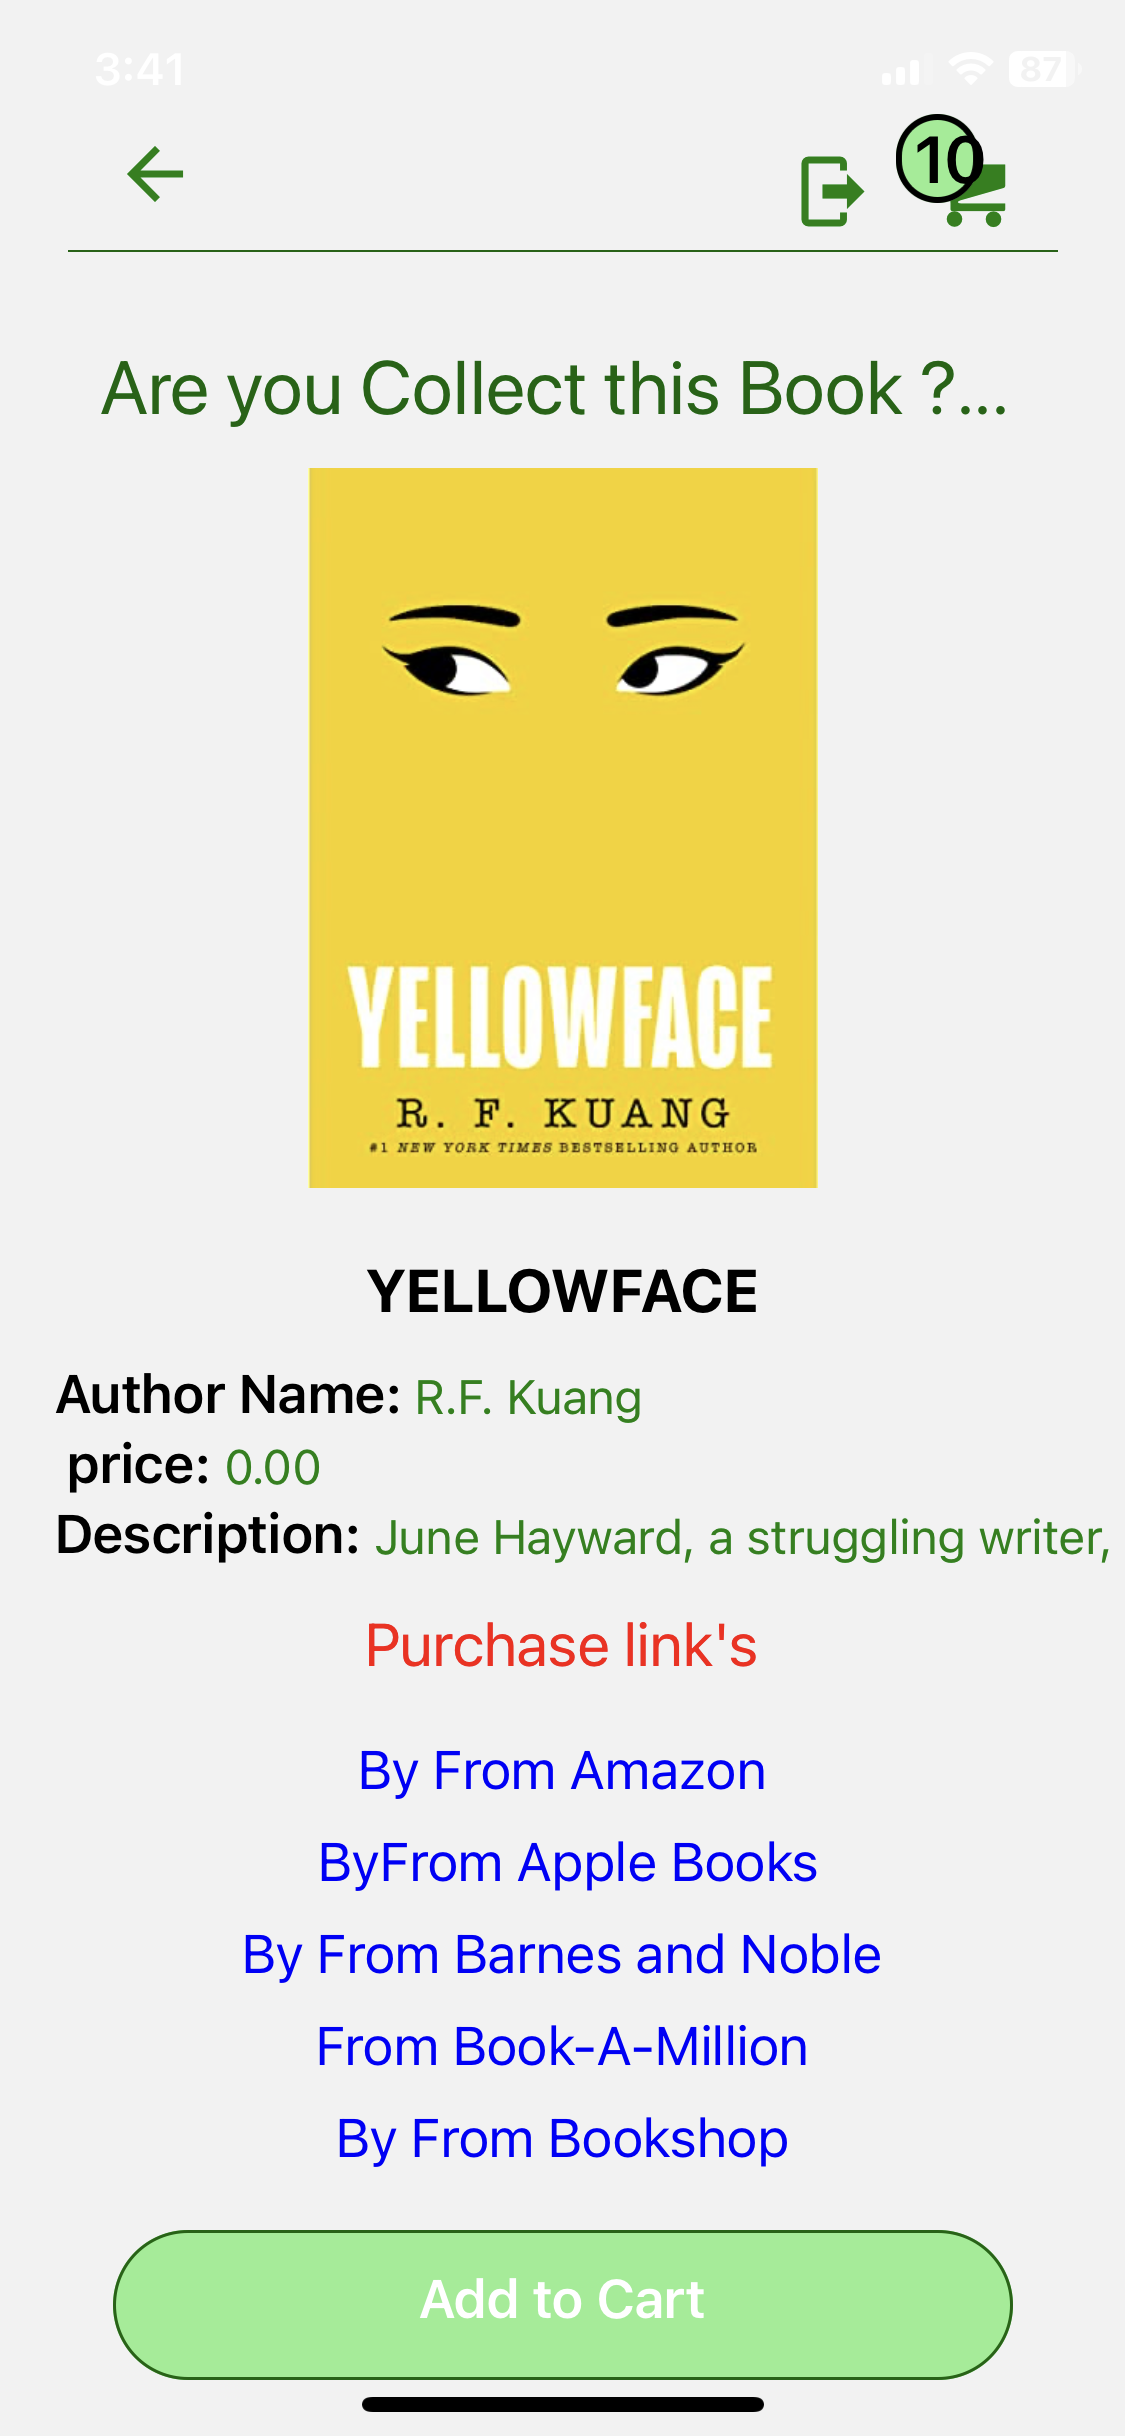 3:41
87
10
Are you Collect this Book ?...
YELLOWFACE
R. F. KUANG
#1 NEW YORK TIMES BESTSELLING AUTHOR
YELLOWFACE
Author Name: R.F. Kuang
price: 0.00
Description: June Hayward, a struggling writer,
Purchase link's
By From Amazon
ByFrom Apple Books
By From Barnes and Noble
From Book-A-Million
By From Bookshop
Add to Cart